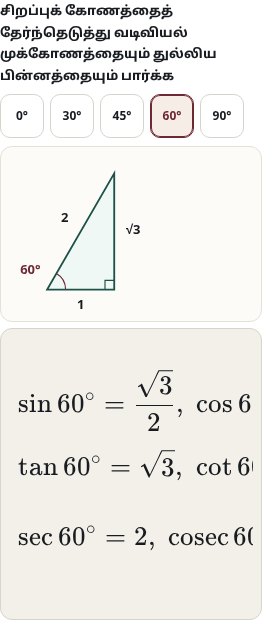 சிறப்புக் கோணத்தைத்
தேர்ந்தெடுத்து வடிவியல்
முக்கோணத்தையும் துல்லிய
பின்னத்தையும் பார்க்க
0° 30° 45° 60° 90°
2
√3
60°
1
sin 60° = √3/2, cos 6
tan 60° = √3, cot 6
sec 60° = 2, cosec 60